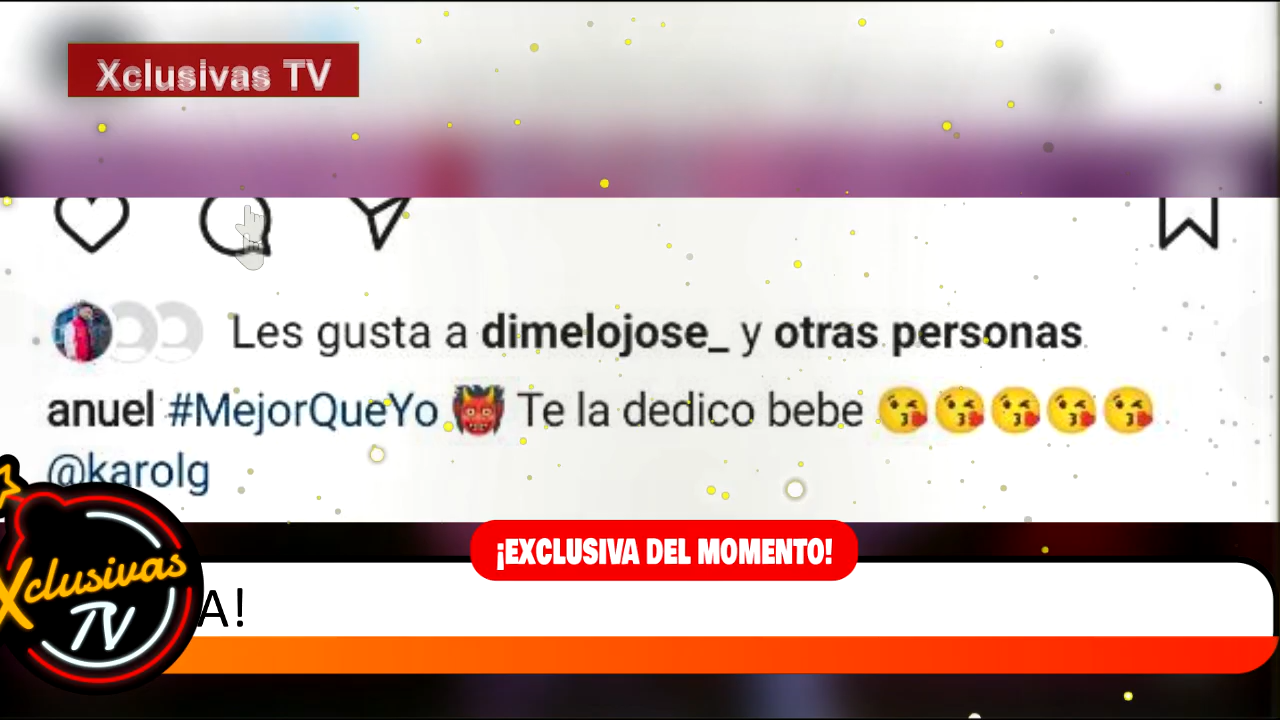 Xclusivas TV
Les gusta a dimelojose_ y otras personas
anuel #MejorQueYo 👹 Te la dedico bebe 😘😘😘😘😘
@karolg
¡EXCLUSIVA DEL MOMENTO!
A!
Xclusivas
TV